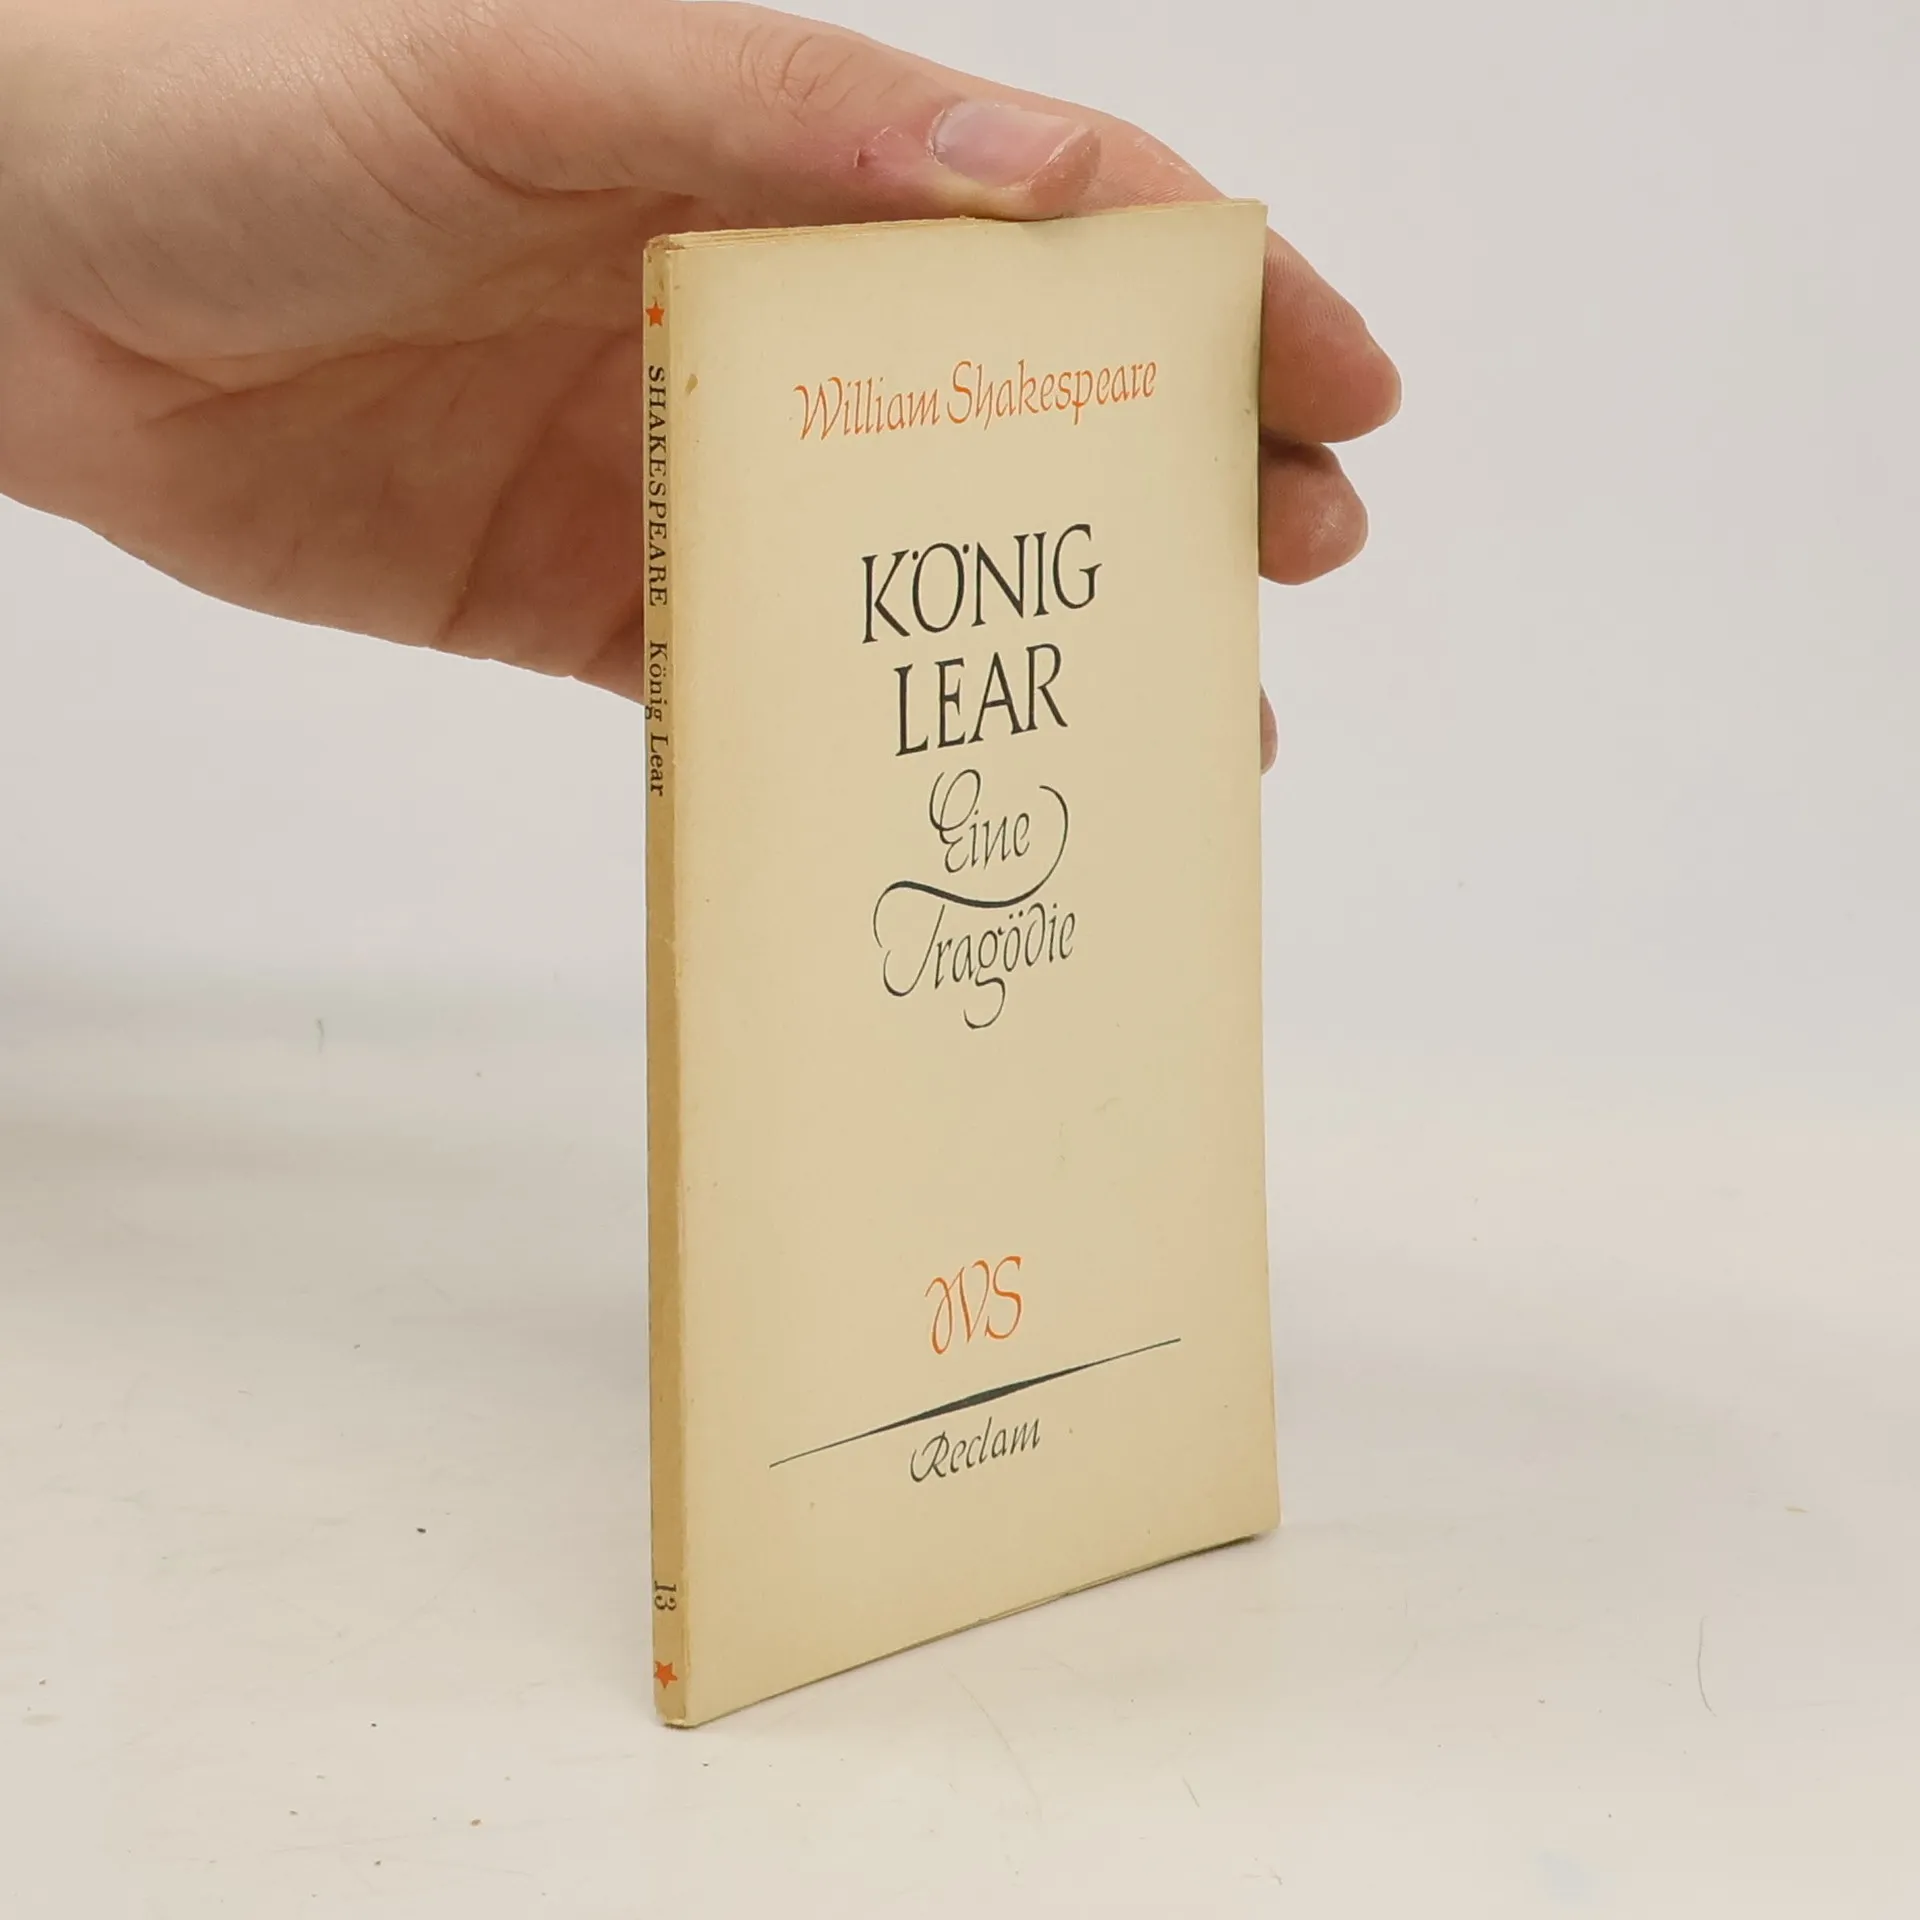 William Shakespeare
KÖNIG
LEAR
Eine
Tragödie
WS
Reclam
SHAKESPEARE König Lear
13